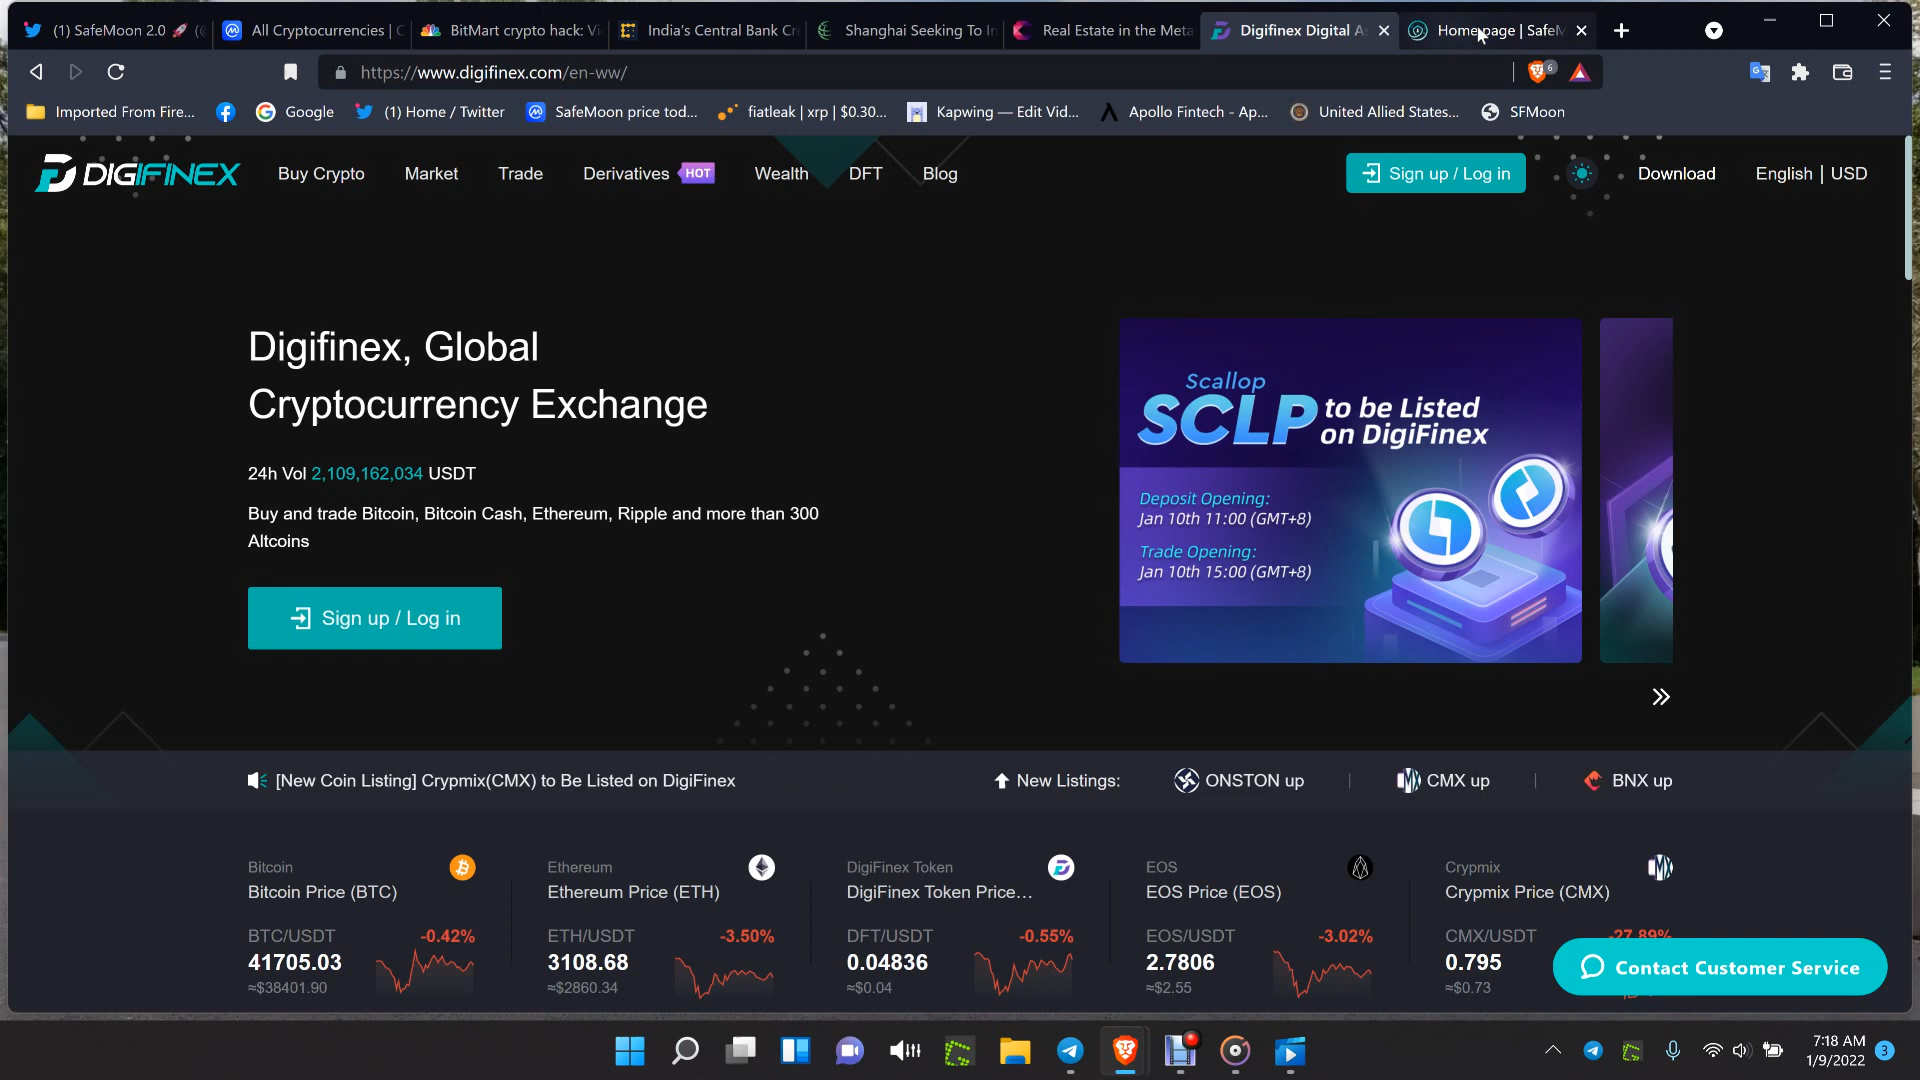 (1) SafeMoon 2.0 🚀 (
All Cryptocurrencies | C
BitMart crypto hack: Vi
India's Central Bank Cr
Shanghai Seeking To In
Real Estate in the Meta
Digifinex Digital As
Home page | SafeM
https://www.digifinex.com/en-ww/
6
Imported From Fire...
Google
(1) Home / Twitter
SafeMoon price tod...
fiatleak | xrp | $0.30...
Kapwing — Edit Vid...
Apollo Fintech - Ap...
United Allied States...
SFMoon
DIGIFINEX
Buy Crypto
Market
Trade
Derivatives HOT
Wealth
DFT
Blog
Sign up / Log in
Download
English | USD
Digifinex, Global
Cryptocurrency Exchange
24h Vol 2,109,162,034 USDT
Buy and trade Bitcoin, Bitcoin Cash, Ethereum, Ripple and more than 300
Altcoins
Sign up / Log in
Scallop
SCLP to be Listed
on DigiFinex
Deposit Opening:
Jan 10th 11:00 (GMT+8)
Trade Opening:
Jan 10th 15:00 (GMT+8)
[New Coin Listing] Crypmix(CMX) to Be Listed on DigiFinex
New Listings:
ONSTON up
CMX up
BNX up
Bitcoin
Bitcoin Price (BTC)
BTC/USDT -0.42%
41705.03
≈$38401.90
Ethereum
Ethereum Price (ETH)
ETH/USDT -3.50%
3108.68
≈$2860.34
DigiFinex Token
DigiFinex Token Price...
DFT/USDT -0.55%
0.04836
≈$0.04
EOS
EOS Price (EOS)
EOS/USDT -3.02%
2.7806
≈$2.55
Crypmix
Crypmix Price (CMX)
CMX/USDT -27.89%
0.795
≈$0.73
Contact Customer Service
7:18 AM
1/9/2022
3